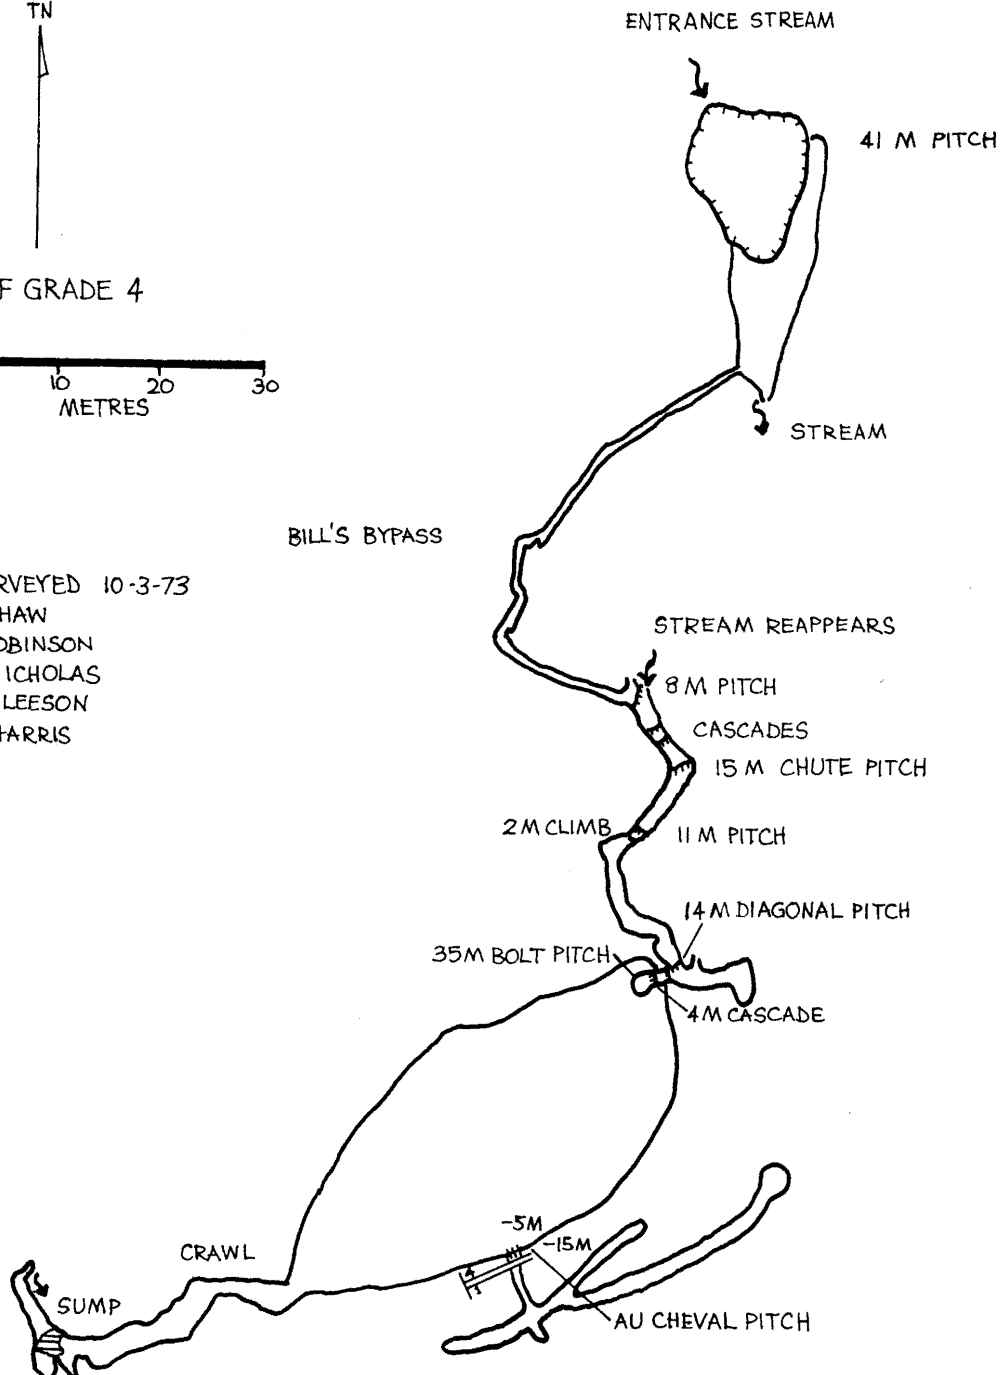 TN
ENTRANCE STREAM
41 M PITCH
F GRADE 4
10 20 30
METRES
STREAM
BILL'S BYPASS
RVEYED 10-3-73
HAW
OBINSON
ICHOLAS
LEESON
HARRIS
STREAM REAPPEARS
8 M PITCH
CASCADES
15 M CHUTE PITCH
2 M CLIMB
11 M PITCH
14 M DIAGONAL PITCH
35 M BOLT PITCH
4 M CASCADE
-5M
-15M
CRAWL
SUMP
AU CHEVAL PITCH